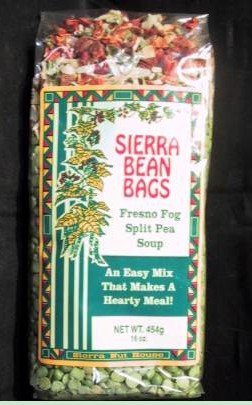 SIERRA
BEAN
BAGS
Fresno Fog
Split Pea
Soup
An Easy Mix
That Makes A
Hearty Meal!
NET WT. 454g
16 oz.
Sierra Nut House